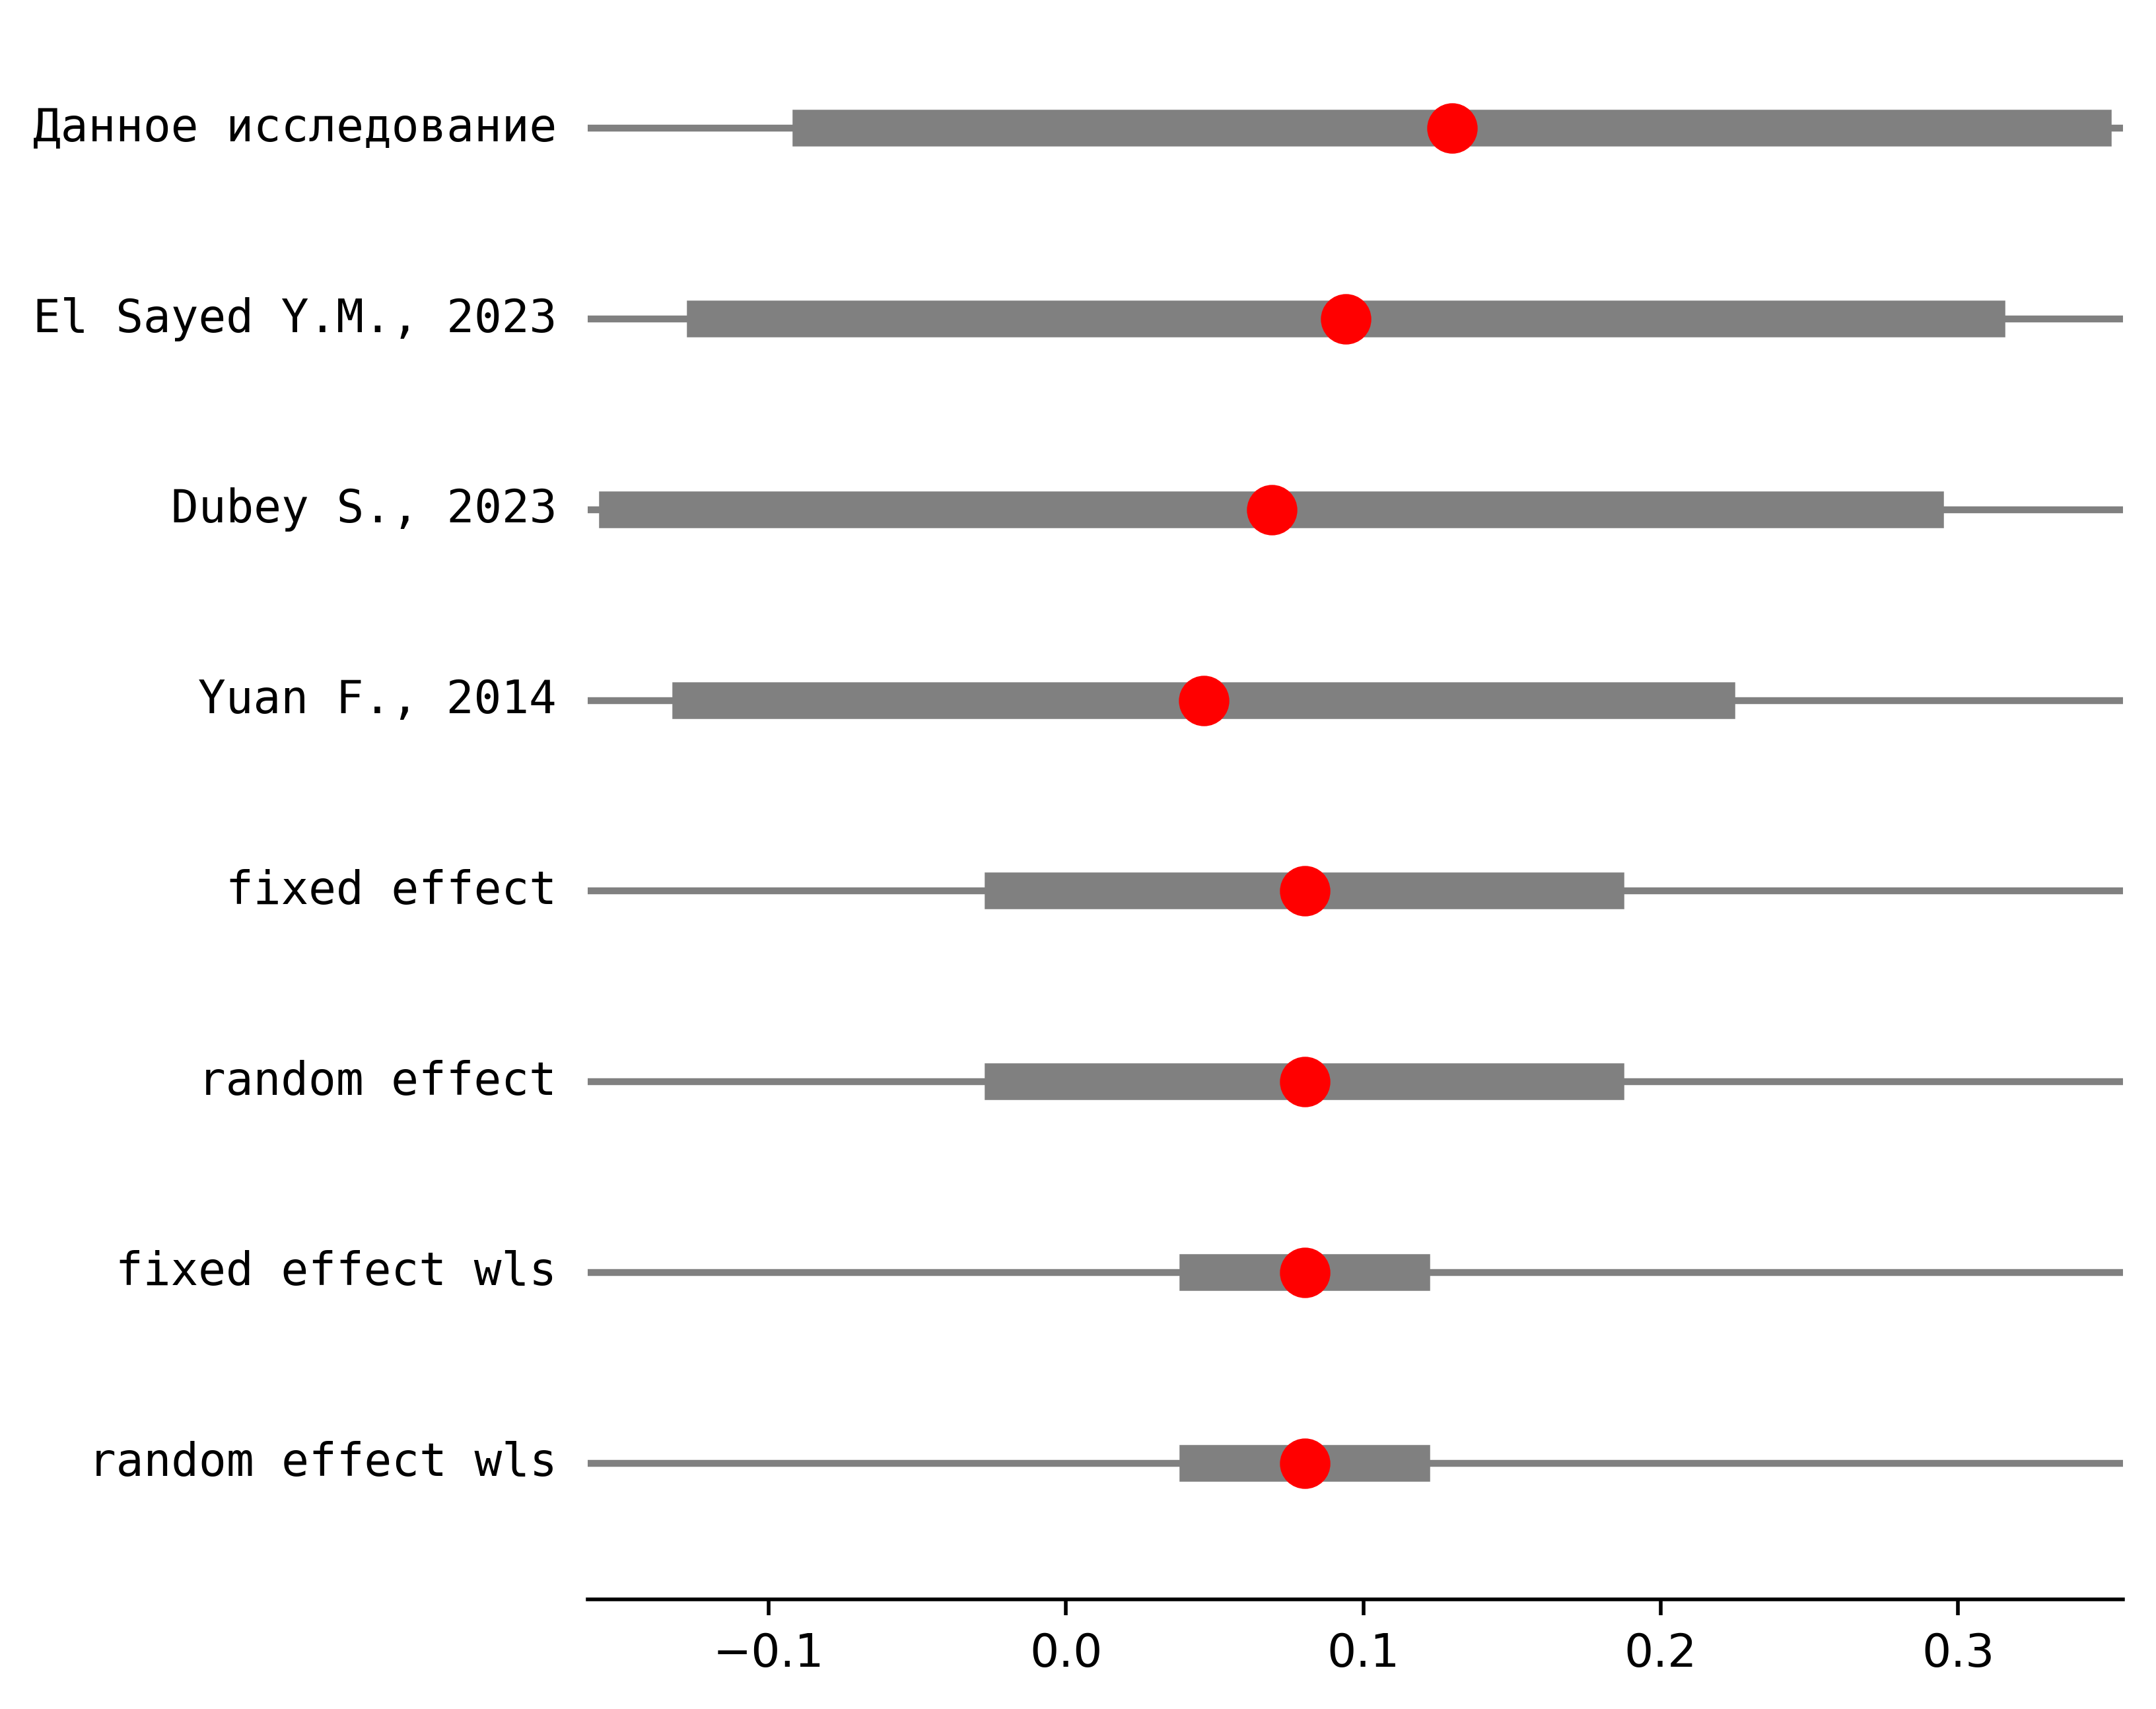 Данное исследование
El Sayed Y.M., 2023
Dubey S., 2023
Yuan F., 2014
fixed effect
random effect
fixed effect wls
random effect wls
−0.1 0.0 0.1 0.2 0.3